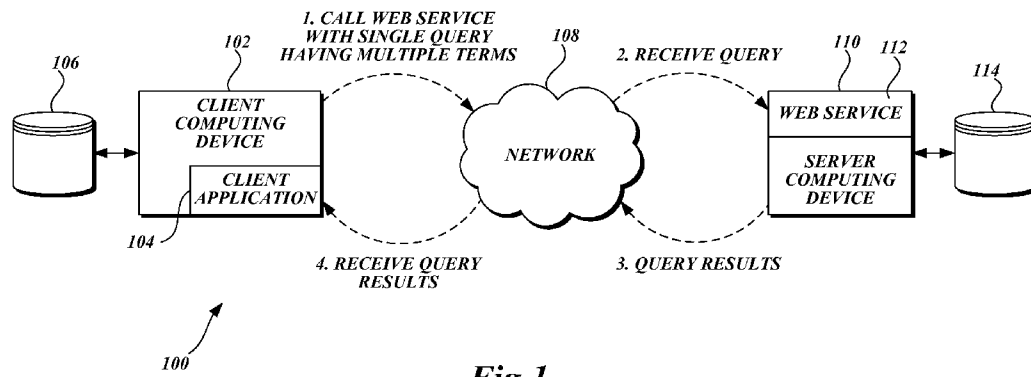 1. CALL WEB SERVICE
WITH SINGLE QUERY
HAVING MULTIPLE TERMS
108
2. RECEIVE QUERY
110
112
114
106
102
CLIENT
COMPUTING
DEVICE
CLIENT
APPLICATION
104
NETWORK
WEB SERVICE
SERVER
COMPUTING
DEVICE
4. RECEIVE QUERY
RESULTS
3. QUERY RESULTS
100
Fig. 1.